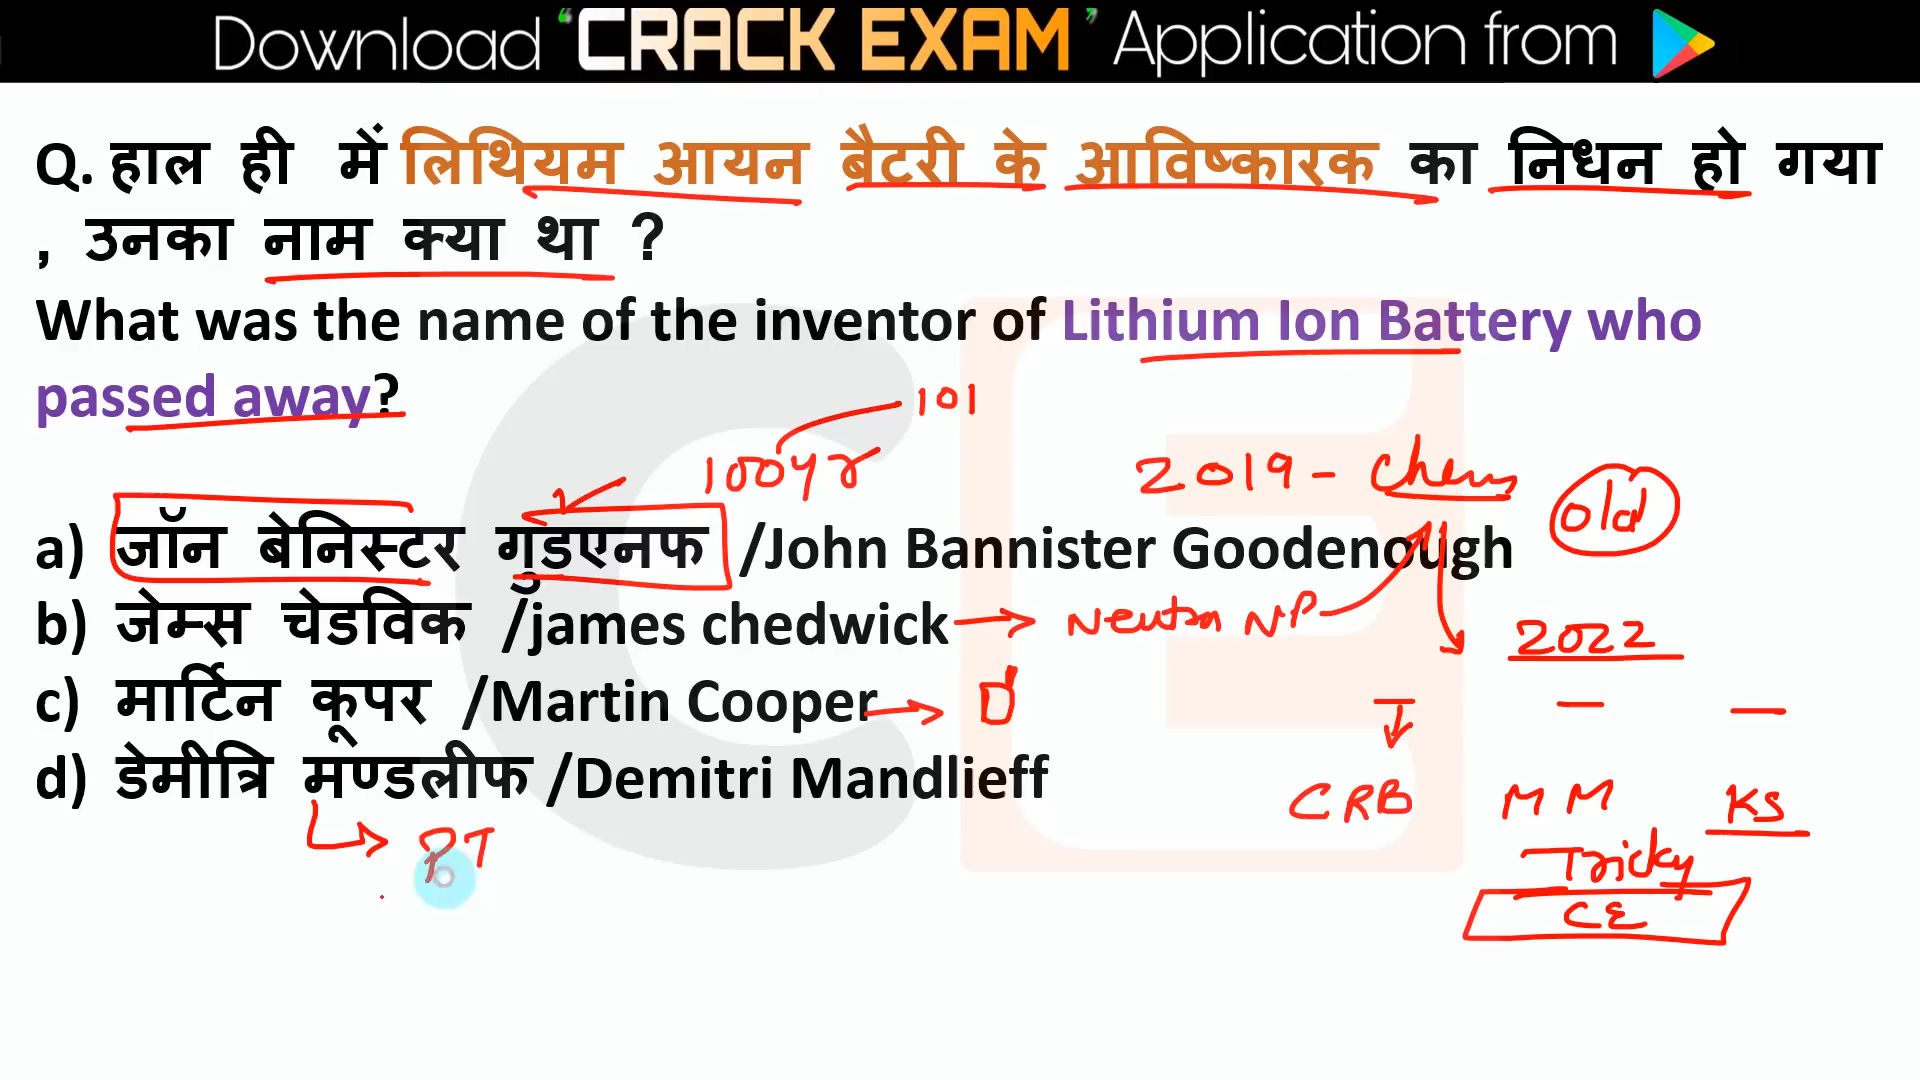 Download “CRACK EXAM” Application from
Q. हाल ही में लिथियम आयन बैटरी के आविष्कारक का निधन हो गया
, उनका नाम क्या था ?
What was the name of the inventor of Lithium Ion Battery who
passed away?
101
100yr
2019 - Chem
old
a) जॉन बेनिस्टर गुडएनफ /John Bannister Goodenough
b) जेम्स चेडविक /james chedwick → Neutron NP
2022
c) मार्टिन कूपर /Martin Cooper
d) डेमीत्रि मण्डलीफ /Demitri Mandlieff
CRB MM KS
PT
Tricky
CE